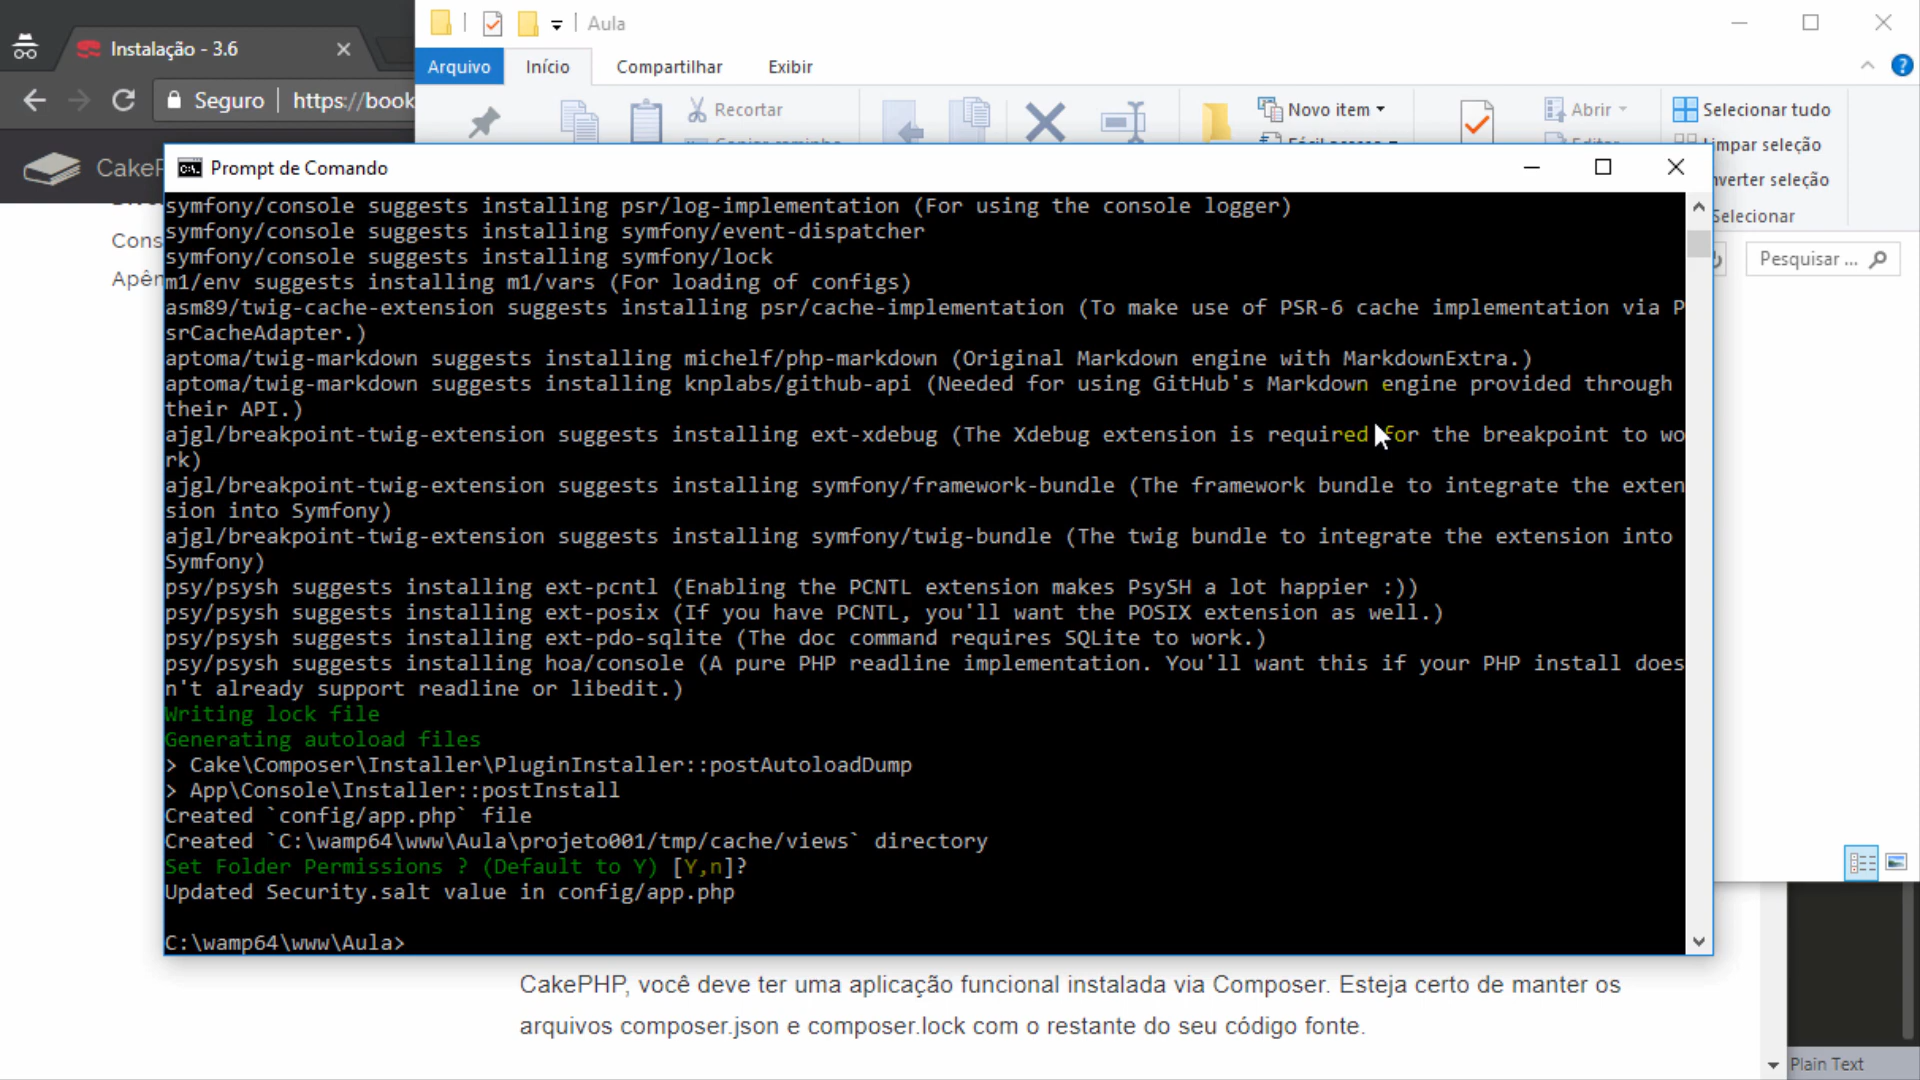 Aula
Instalação - 3.6
Arquivo
Início
Compartilhar
Exibir
Seguro
https://book
Recortar
Novo item
Abrir
Selecionar tudo
impar seleção
nverter seleção
Selecionar
Pesquisar ...
CakeP
Cons
Apên
Prompt de Comando
symfony/console suggests installing psr/log-implementation (For using the console logger)
symfony/console suggests installing symfony/event-dispatcher
symfony/console suggests installing symfony/lock
m1/env suggests installing m1/vars (For loading of configs)
asm89/twig-cache-extension suggests installing psr/cache-implementation (To make use of PSR-6 cache implementation via P
srCacheAdapter.)
aptoma/twig-markdown suggests installing michelf/php-markdown (Original Markdown engine with MarkdownExtra.)
aptoma/twig-markdown suggests installing knplabs/github-api (Needed for using GitHub's Markdown engine provided through
their API.)
ajgl/breakpoint-twig-extension suggests installing ext-xdebug (The Xdebug extension is required for the breakpoint to wo
rk)
ajgl/breakpoint-twig-extension suggests installing symfony/framework-bundle (The framework bundle to integrate the exten
sion into Symfony)
ajgl/breakpoint-twig-extension suggests installing symfony/twig-bundle (The twig bundle to integrate the extension into
Symfony)
psy/psysh suggests installing ext-pcntl (Enabling the PCNTL extension makes PsySH a lot happier :))
psy/psysh suggests installing ext-posix (If you have PCNTL, you'll want the POSIX extension as well.)
psy/psysh suggests installing ext-pdo-sqlite (The doc command requires SQLite to work.)
psy/psysh suggests installing hoa/console (A pure PHP readline implementation. You'll want this if your PHP install does
n't already support readline or libedit.)
Writing lock file
Generating autoload files
> Cake\Composer\Installer\PluginInstaller::postAutoloadDump
> App\Console\Installer::postInstall
Created `config/app.php` file
Created `C:\wamp64\www\Aula\projeto001/tmp/cache/views` directory
Set Folder Permissions ? (Default to Y) [Y,n]?
Updated Security.salt value in config/app.php
C:\wamp64\www\Aula>
CakePHP, você deve ter uma aplicação funcional instalada via Composer. Esteja certo de manter os
arquivos composer.json e composer.lock com o restante do seu código fonte.
Plain Text